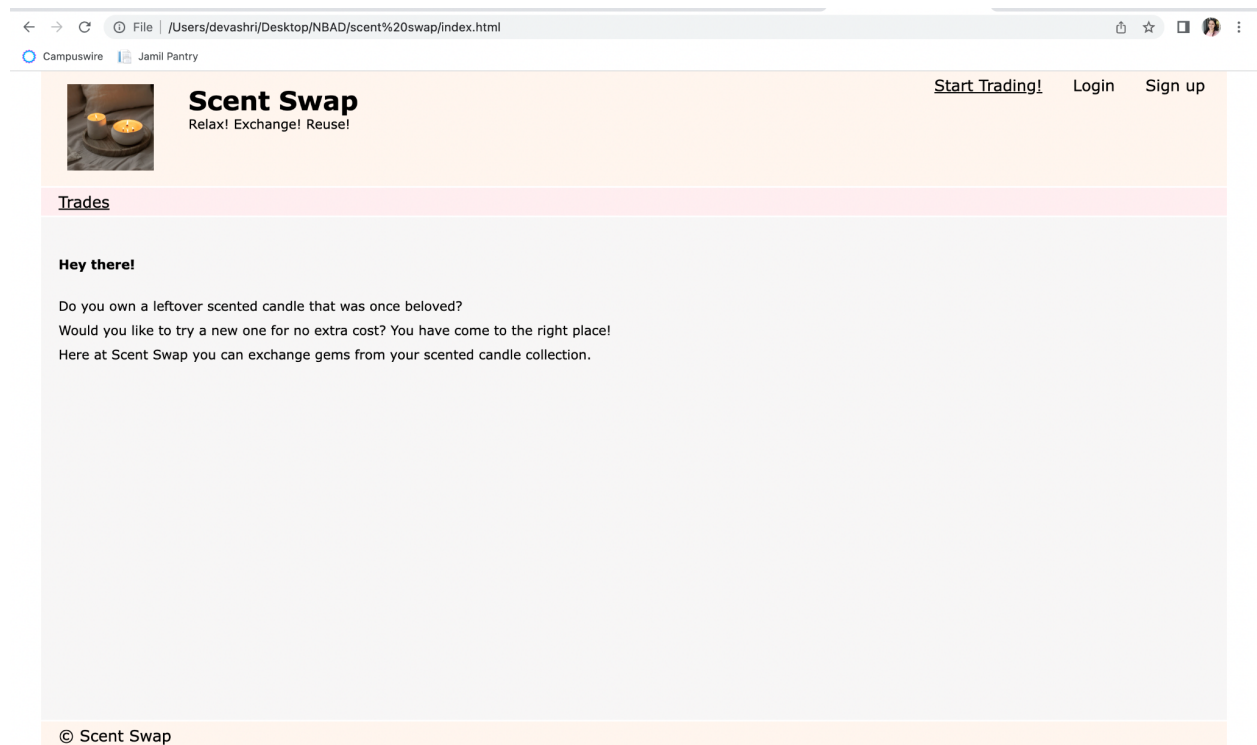 File | /Users/devashri/Desktop/NBAD/scent%20swap/index.html
Campuswire Jamil Pantry
Start Trading! Login Sign up
Scent Swap
Relax! Exchange! Reuse!
Trades
Hey there!
Do you own a leftover scented candle that was once beloved?
Would you like to try a new one for no extra cost? You have come to the right place!
Here at Scent Swap you can exchange gems from your scented candle collection.
© Scent Swap